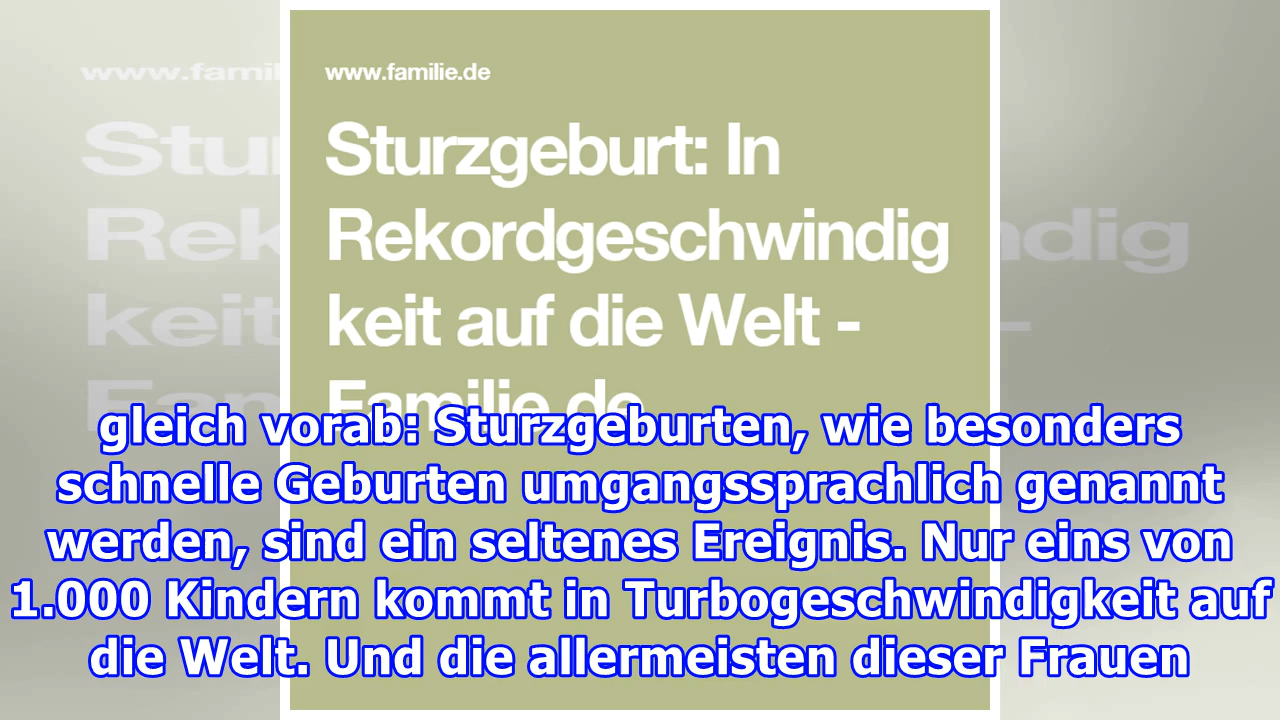 www.familie.de
Sturzgeburt: In
Rekordgeschwindig
keit auf die Welt -
Familie.de
gleich vorab: Sturzgeburten, wie besonders
schnelle Geburten umgangssprachlich genannt
werden, sind ein seltenes Ereignis. Nur eins von
1.000 Kindern kommt in Turbogeschwindigkeit auf
die Welt. Und die allermeisten dieser Frauen